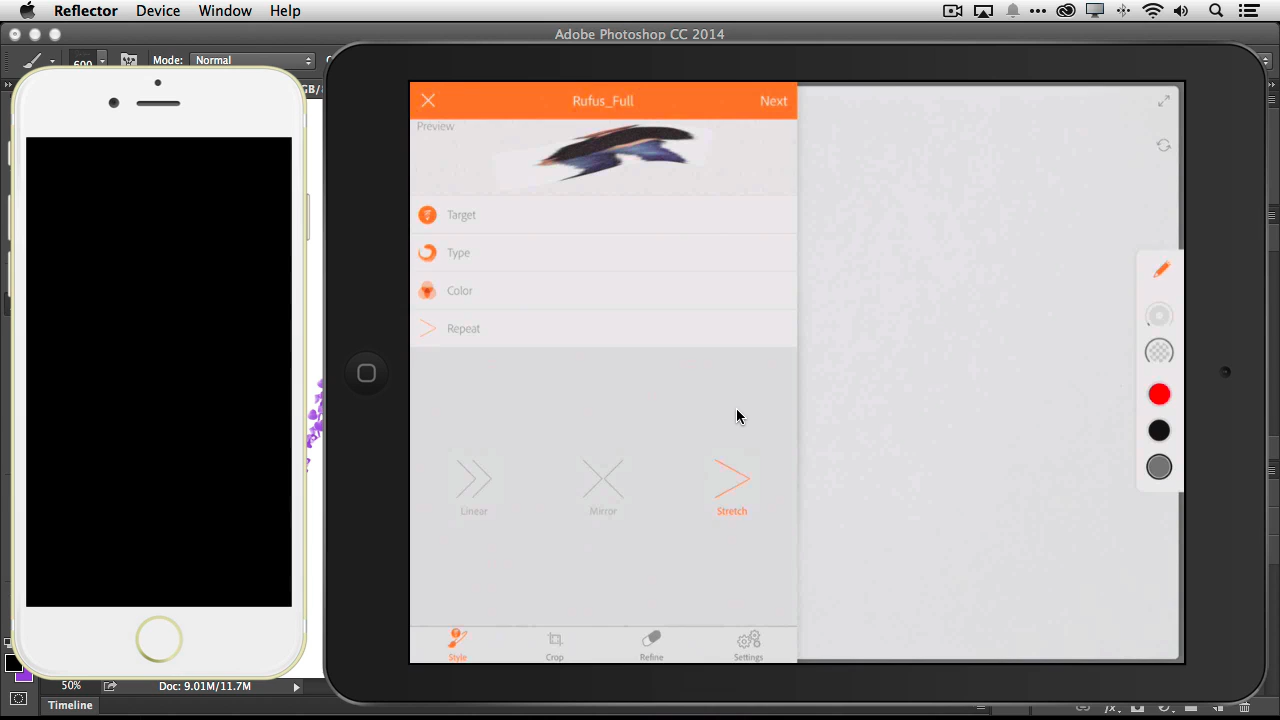 Reflector Device Window Help
Adobe Photoshop CC 2014
600 Mode: Normal
Rufus_Full Next
Preview
Target
Type
Color
Repeat
Linear Mirror Stretch
Style Crop Refine Settings
50% Doc: 9.01M/11.7M
Timeline